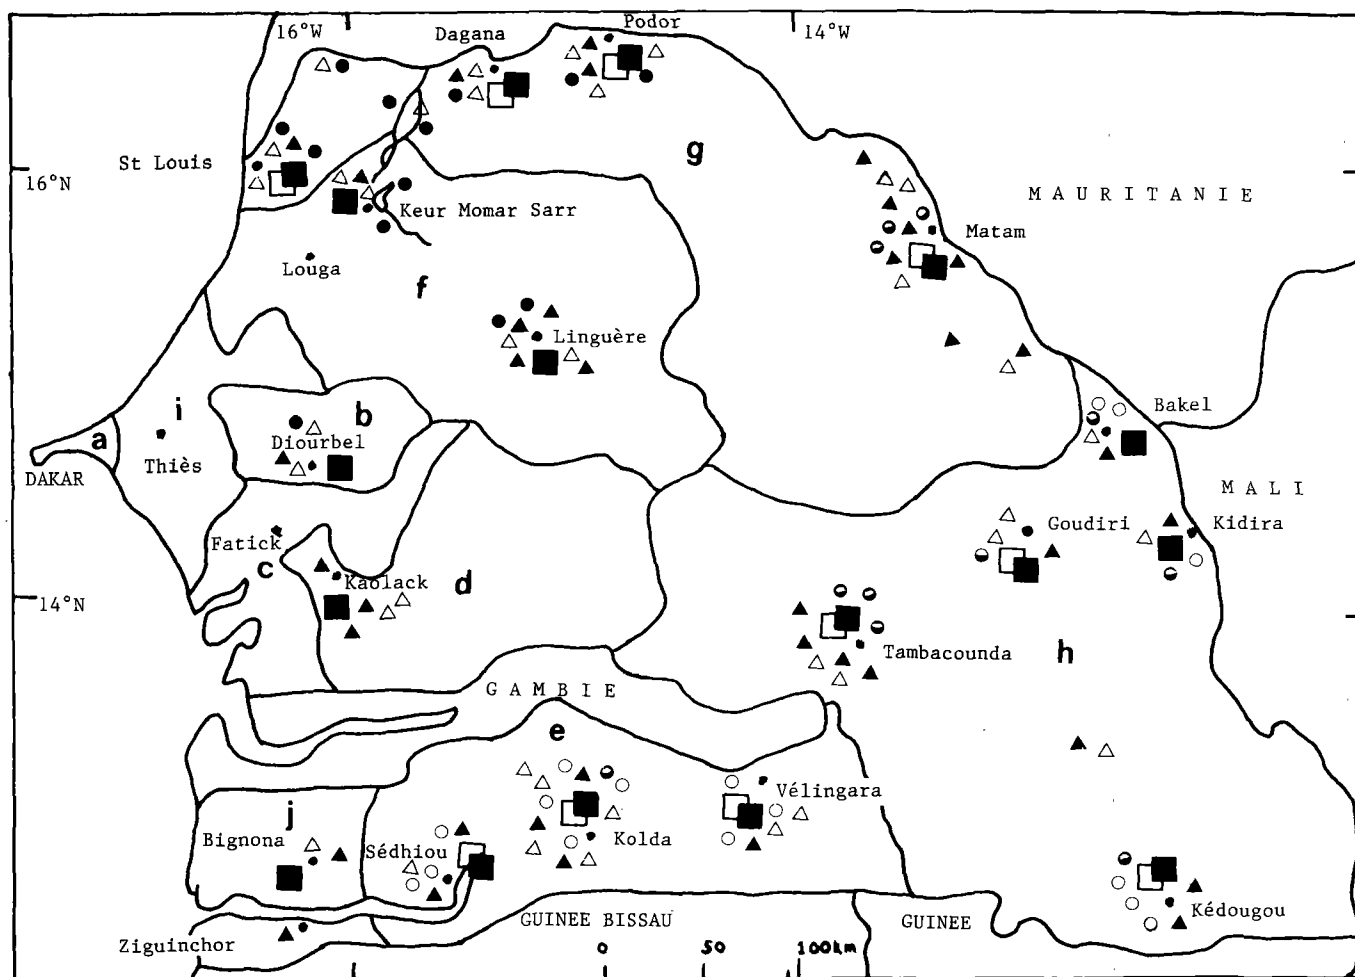 16°W
Podor
14°W
Dagana
g
St Louis
16°N
MAURITANIE
Keur Momar Sarr
Matam
Louga
f
Linguère
i
b
Bakel
a
Diourbel
Thiès
DAKAR
MALI
Goudiri
Kidira
Fatick
c
Kaolack
d
14°N
Tambacounda
h
GAMBIE
e
Vélingara
j
Bignona
Sédhiou
Kolda
GUINEE BISSAU
GUINEE
Kédougou
Ziguinchor
0 50 100km